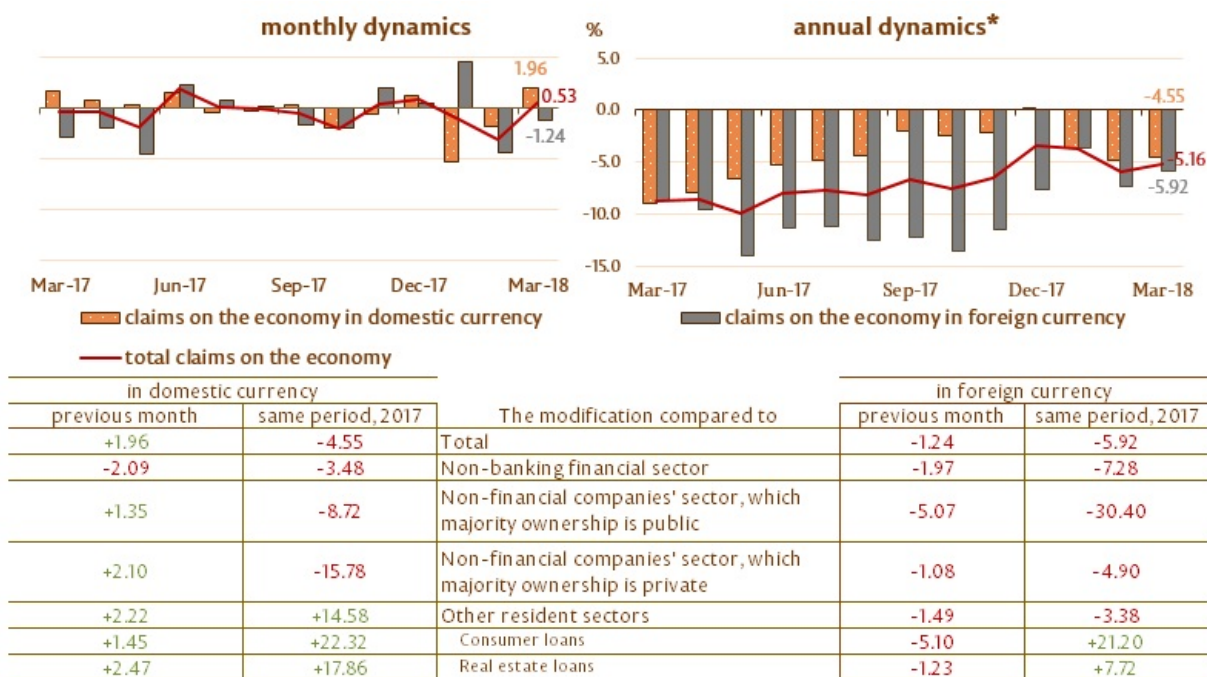 monthly dynamics
1.96
0.53
-1.24
Mar-17 Jun-17 Sep-17 Dec-17 Mar-18
% annual dynamics*
5.0
0.0
-5.0
-10.0
-15.0
-4.55
-5.16
-5.92
Mar-17 Jun-17 Sep-17 Dec-17 Mar-18
claims on the economy in domestic currency
claims on the economy in foreign currency
total claims on the economy
in domestic currency in foreign currency
previous month same period, 2017 The modification compared to previous month same period, 2017
+1.96 -4.55 Total -1.24 -5.92
-2.09 -3.48 Non-banking financial sector -1.97 -7.28
+1.35 -8.72 Non-financial companies' sector, which
majority ownership is public -5.07 -30.40
+2.10 -15.78 Non-financial companies' sector, which
majority ownership is private -1.08 -4.90
+2.22 +14.58 Other resident sectors -1.49 -3.38
+1.45 +22.32 Consumer loans -5.10 +21.20
+2.47 +17.86 Real estate loans -1.23 +7.72